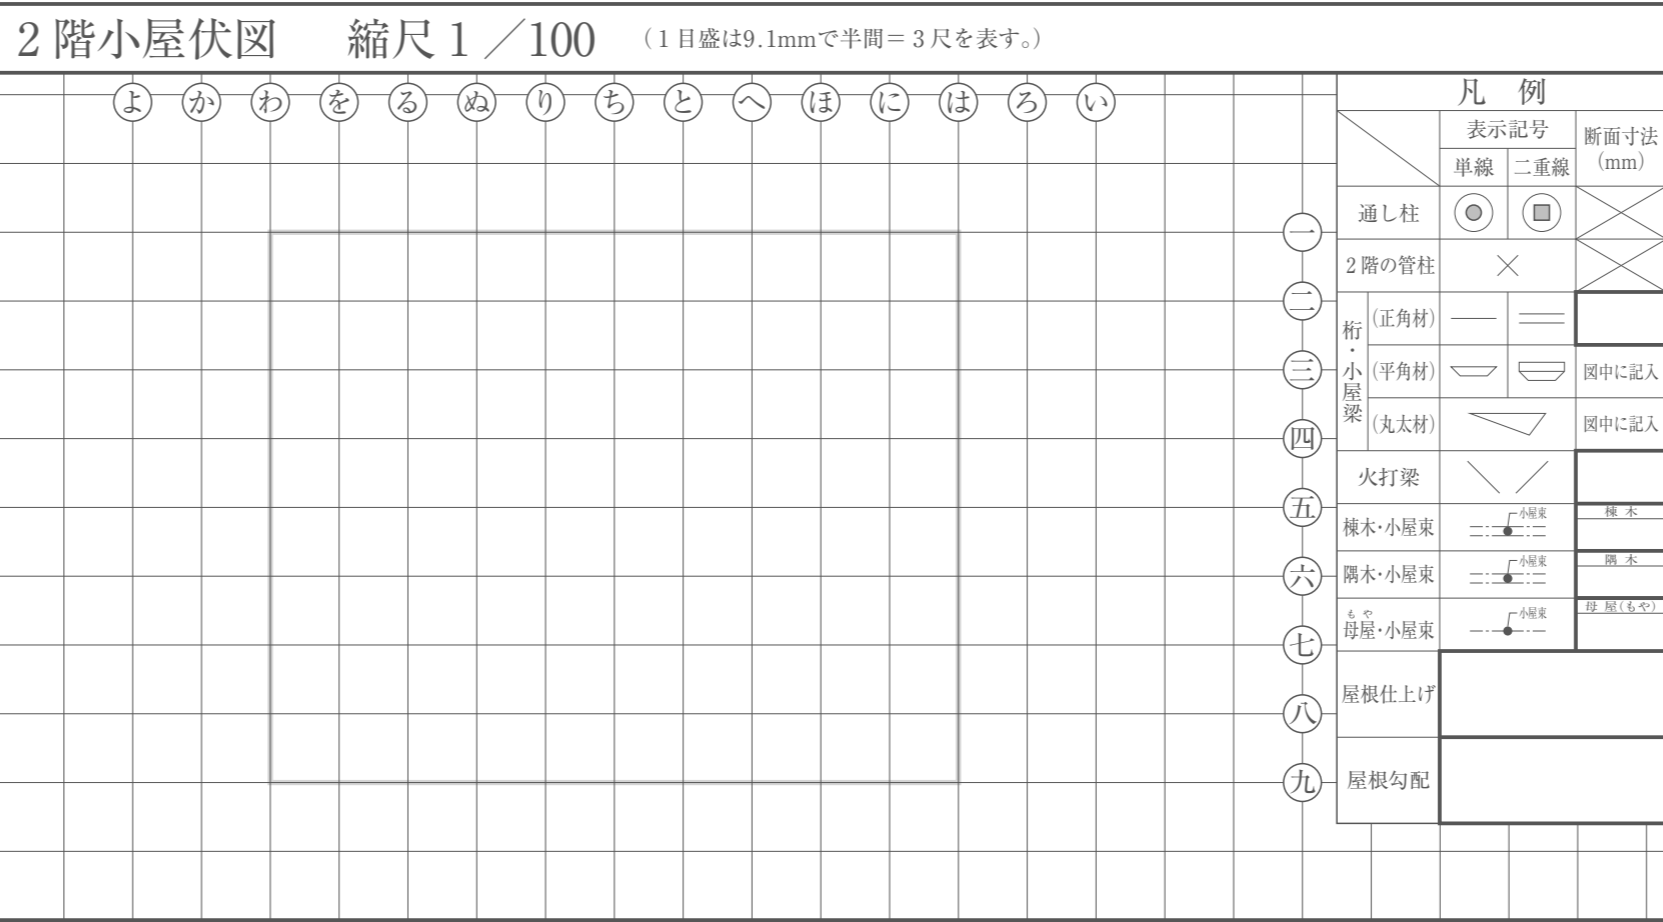 2階小屋伏図 縮尺1／100 （1目盛は9.1mmで半間＝3尺を表す。）
よ か わ を る ぬ り ち と へ ほ に は ろ い
一
二
三
四
五
六
七
八
九
凡 例
表示記号
断面寸法
(mm)
単線 二重線
通し柱
2階の管柱
桁・小屋梁
(正角材)
(平角材) 図中に記入
(丸太材) 図中に記入
火打梁
棟木・小屋束 小屋束 棟木
隅木・小屋束 小屋束 隅木
もや
母屋・小屋束 小屋束 母屋(もや)
屋根仕上げ
屋根勾配